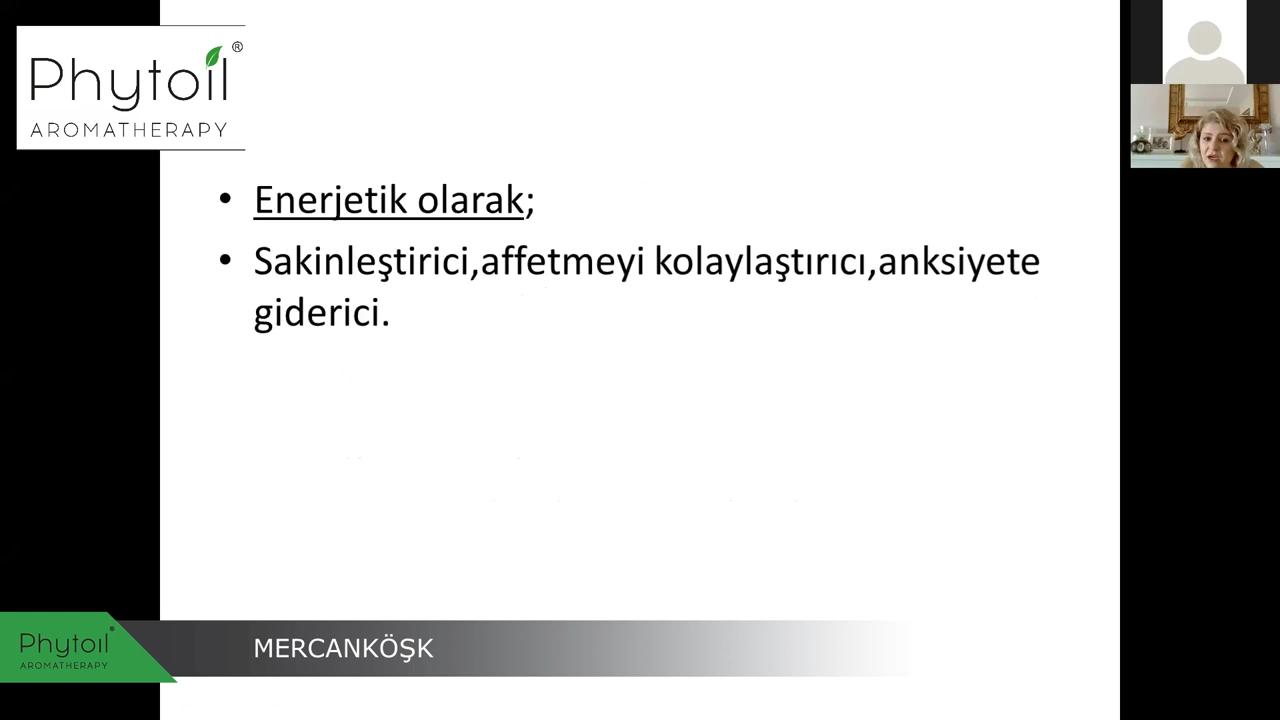 Phytoil®
AROMATHERAPY
• Enerjetik olarak;
• Sakinleştirici,affetmeyi kolaylaştırıcı,anksiyete
giderici.
Phytoil®
AROMATHERAPY
MERCANKÖŞK